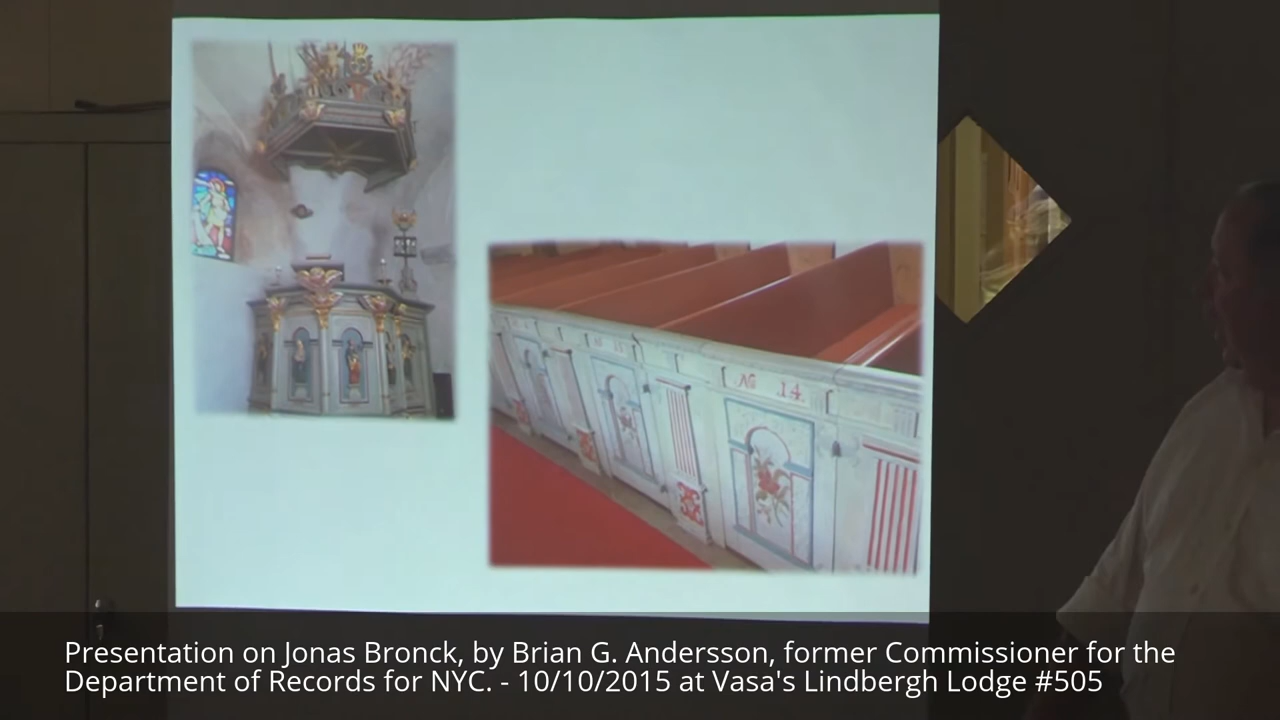 № 14.
Presentation on Jonas Bronck, by Brian G. Andersson, former Commissioner for the
Department of Records for NYC. - 10/10/2015 at Vasa's Lindbergh Lodge #505